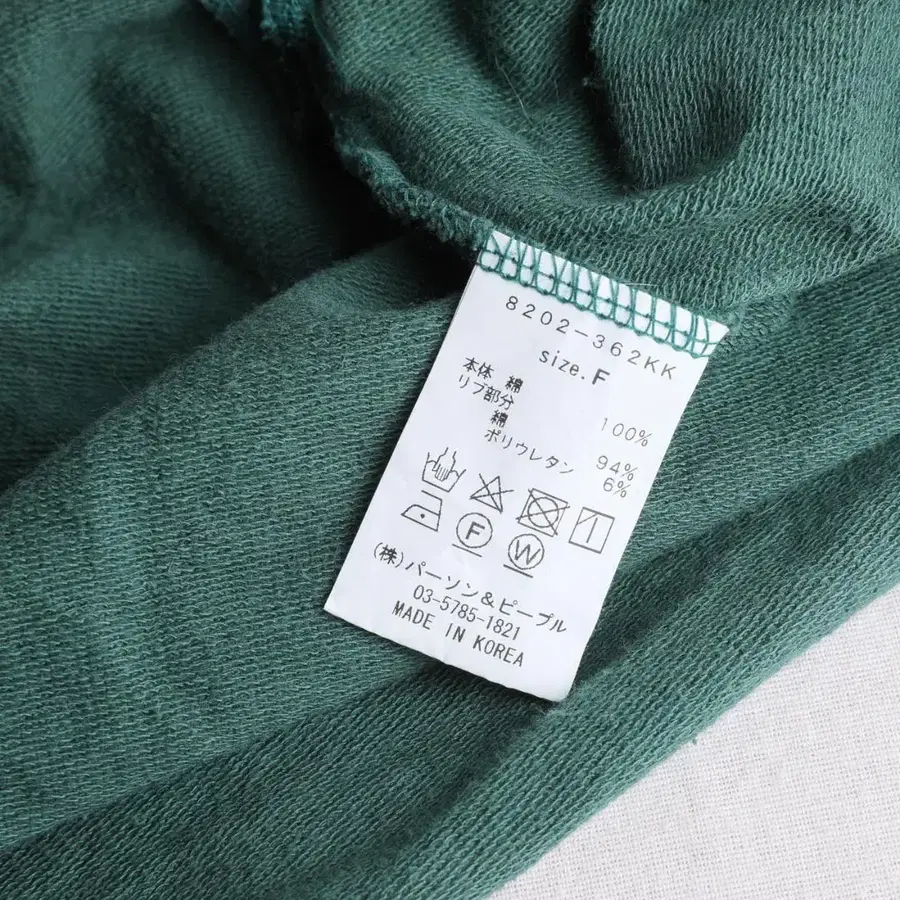 8202-362KK
size.F
本体 綿 100%
リブ部分
綿 94%
ポリウレタン 6%
F W
(株)パーソン&ピープル
03-5785-1821
MADE IN KOREA